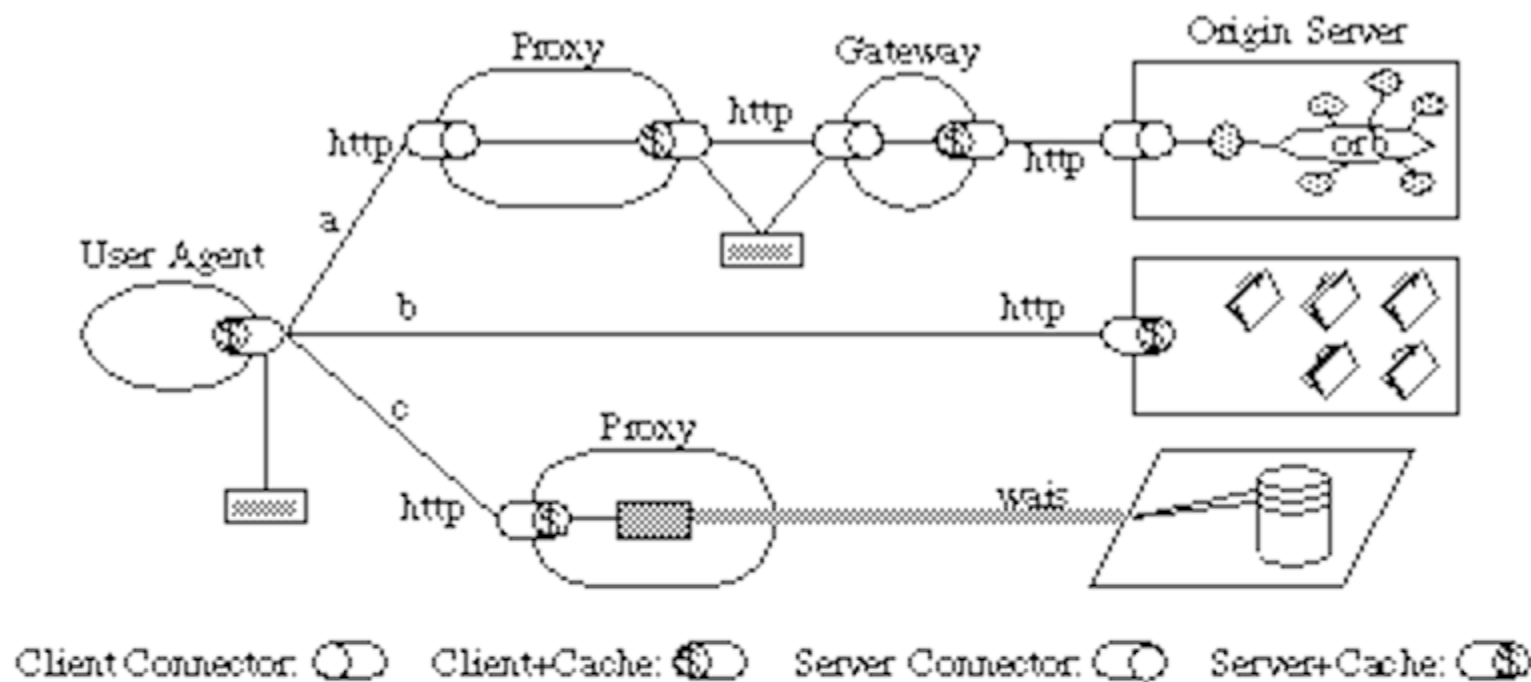 Proxy
Gateway
Origin Server
http
http
http
orb
a
User Agent
$
$
$
b
http
$
c
Proxy
http
$
wais
Client Connector:
Client+Cache: $
Server Connector:
Server+Cache: $